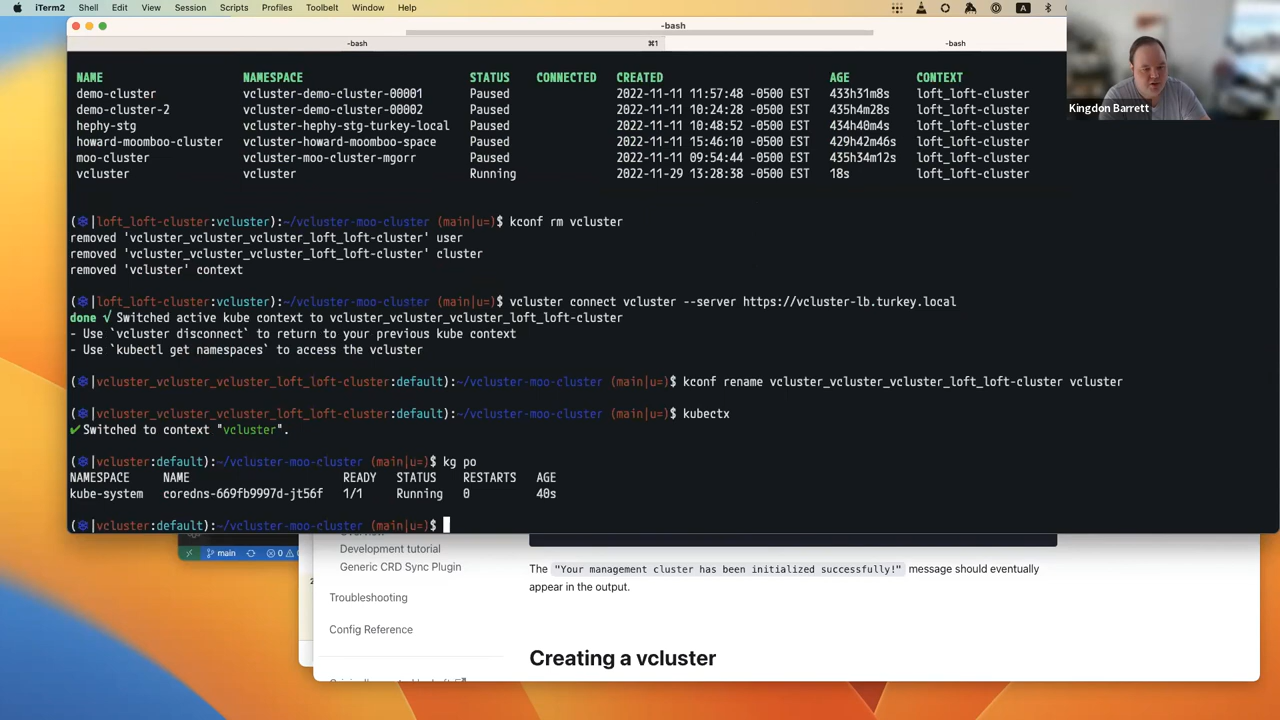 iTerm2 Shell Edit View Session Scripts Profiles Toolbelt Window Help
A
-bash
-bash ⌘1 -bash
NAME NAMESPACE STATUS CONNECTED CREATED AGE CONTEXT
demo-cluster vcluster-demo-cluster-00001 Paused 2022-11-11 11:57:48 -0500 EST 433h31m8s loft_loft-cluster
demo-cluster-2 vcluster-demo-cluster-00002 Paused 2022-11-11 10:24:28 -0500 EST 435h4m28s loft_loft-cluster
hephy-stg vcluster-hephy-stg-turkey-local Paused 2022-11-11 10:48:52 -0500 EST 434h40m4s loft_loft-cluster
howard-moomboo-cluster vcluster-howard-moomboo-space Paused 2022-11-11 15:46:10 -0500 EST 429h42m46s loft_loft-cluster
moo-cluster vcluster-moo-cluster-mgorr Paused 2022-11-11 09:54:44 -0500 EST 435h34m12s loft_loft-cluster
vcluster vcluster Running 2022-11-29 13:28:38 -0500 EST 18s loft_loft-cluster
Kingdon Barrett
(⎈|loft_loft-cluster:vcluster):~/vcluster-moo-cluster (main|u=)$ kconf rm vcluster
removed 'vcluster_vcluster_vcluster_loft_loft-cluster' user
removed 'vcluster_vcluster_vcluster_loft_loft-cluster' cluster
removed 'vcluster' context
(⎈|loft_loft-cluster:vcluster):~/vcluster-moo-cluster (main|u=)$ vcluster connect vcluster --server https://vcluster-lb.turkey.local
done √ Switched active kube context to vcluster_vcluster_vcluster_loft_loft-cluster
- Use `vcluster disconnect` to return to your previous kube context
- Use `kubectl get namespaces` to access the vcluster
(⎈|vcluster_vcluster_vcluster_loft_loft-cluster:default):~/vcluster-moo-cluster (main|u=)$ kconf rename vcluster_vcluster_vcluster_loft_loft-cluster vcluster
(⎈|vcluster_vcluster_vcluster_loft_loft-cluster:default):~/vcluster-moo-cluster (main|u=)$ kubectx
✔ Switched to context "vcluster".
(⎈|vcluster:default):~/vcluster-moo-cluster (main|u=)$ kg po
NAMESPACE NAME READY STATUS RESTARTS AGE
kube-system coredns-669fb9997d-jt56f 1/1 Running 0 40s
(⎈|vcluster:default):~/vcluster-moo-cluster (main|u=)$
main 0 0
Development tutorial
Generic CRD Sync Plugin
Troubleshooting
Config Reference
The "Your management cluster has been initialized successfully!" message should eventually
appear in the output.
Creating a vcluster